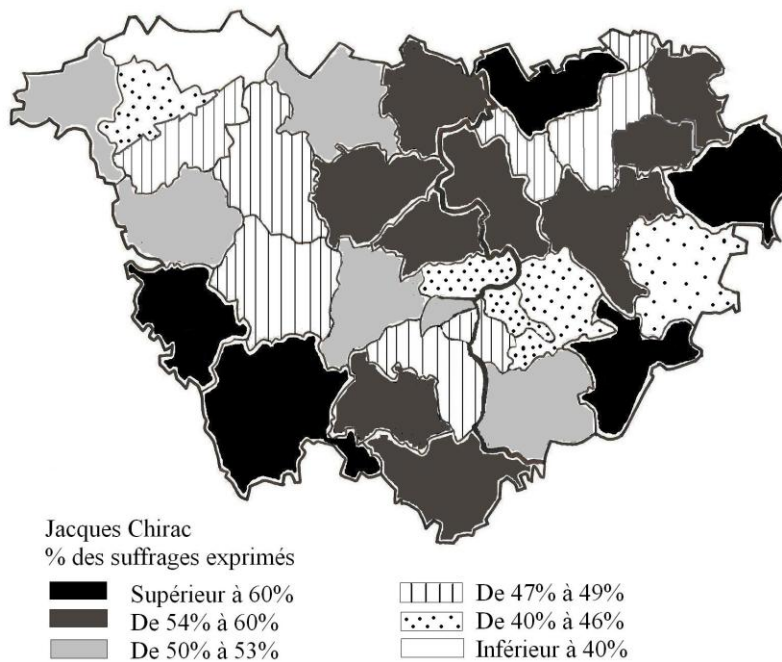 Jacques Chirac
% des suffrages exprimés
Supérieur à 60%
De 54% à 60%
De 50% à 53%
De 47% à 49%
De 40% à 46%
Inférieur à 40%